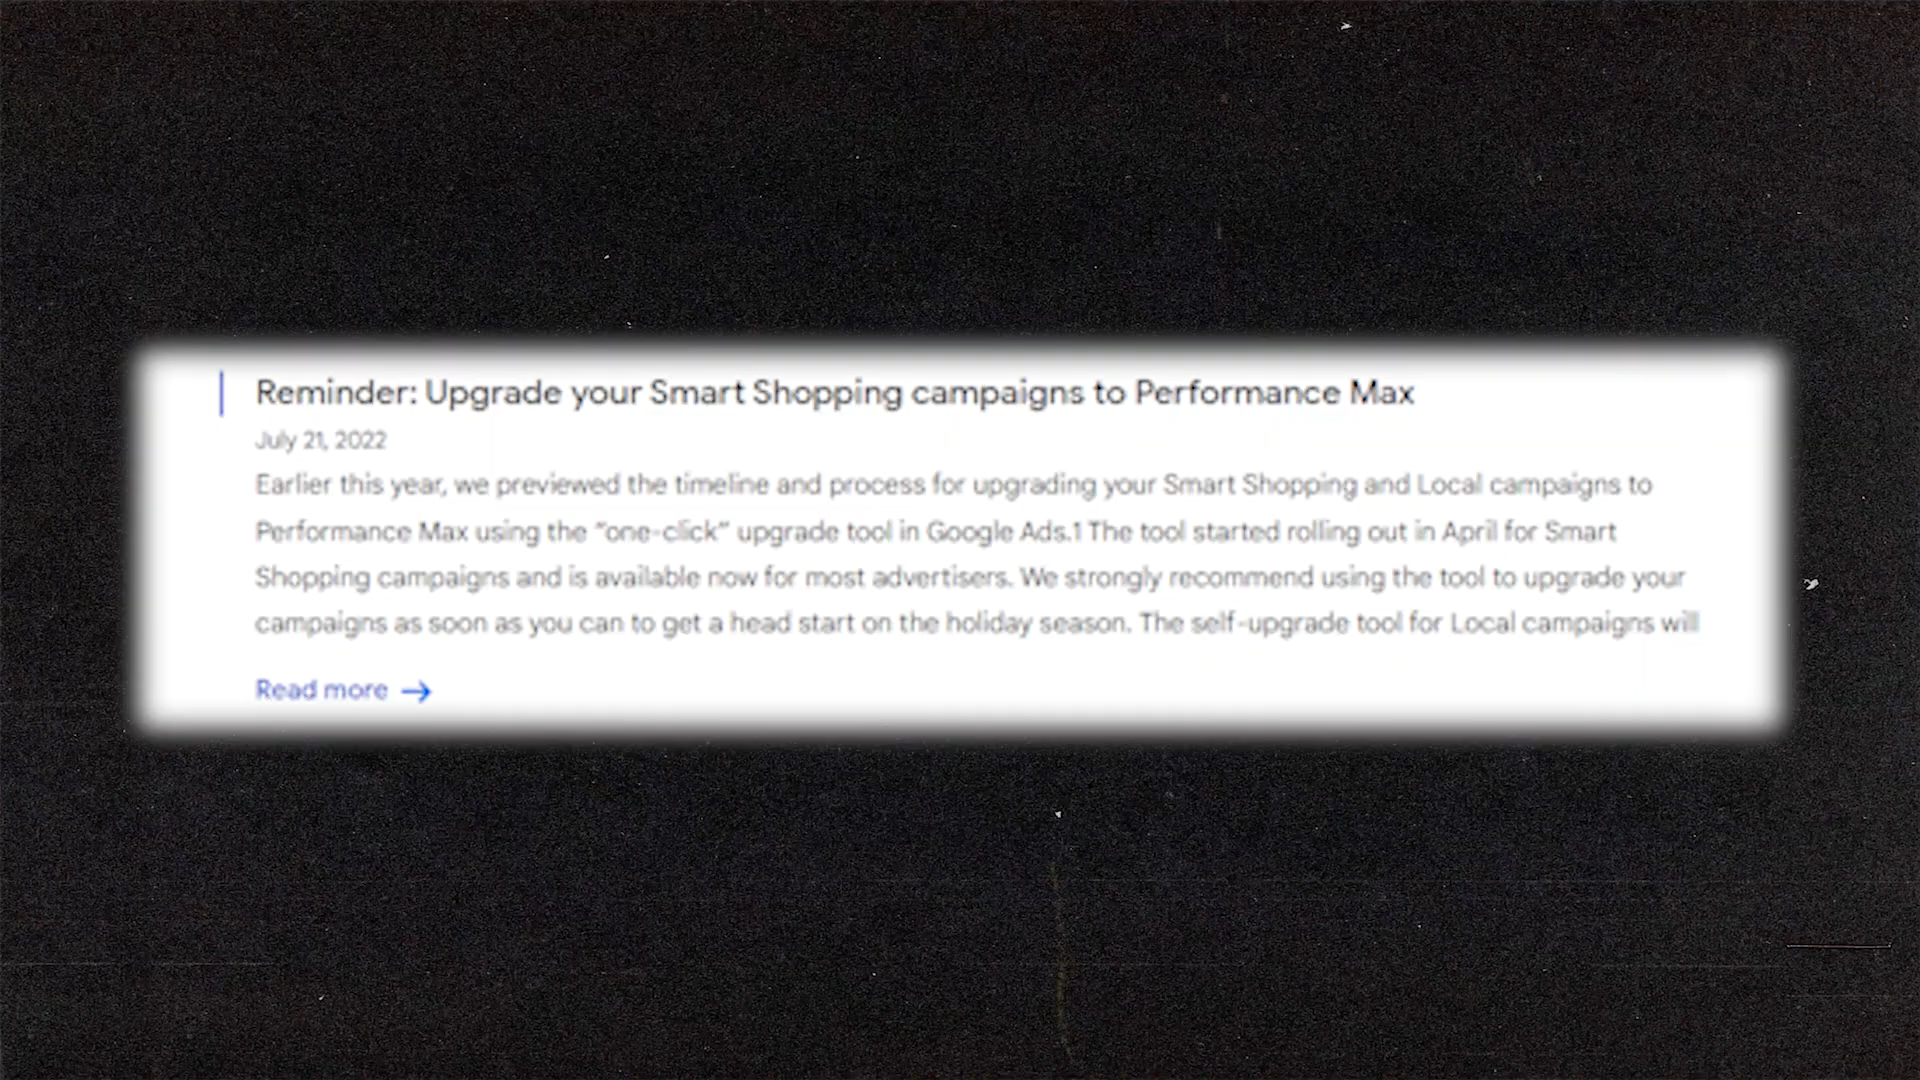 Reminder: Upgrade your Smart Shopping campaigns to Performance Max
July 21, 2022
Earlier this year, we previewed the timeline and process for upgrading your Smart Shopping and Local campaigns to
Performance Max using the "one-click" upgrade tool in Google Ads.1 The tool started rolling out in April for Smart
Shopping campaigns and is available now for most advertisers. We strongly recommend using the tool to upgrade your
campaigns as soon as you can to get a head start on the holiday season. The self-upgrade tool for Local campaigns will
Read more →